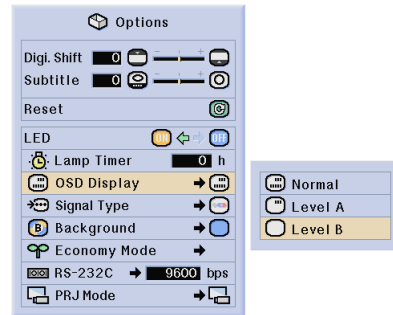 Options
Digi. Shift 0 - +
Subtitle 0 - +
Reset
LED ON OFF
Lamp Timer 0 h
OSD Display
Signal Type
B Background
Economy Mode
RS-232C 9600 bps
PRJ Mode
Normal
Level A
Level B